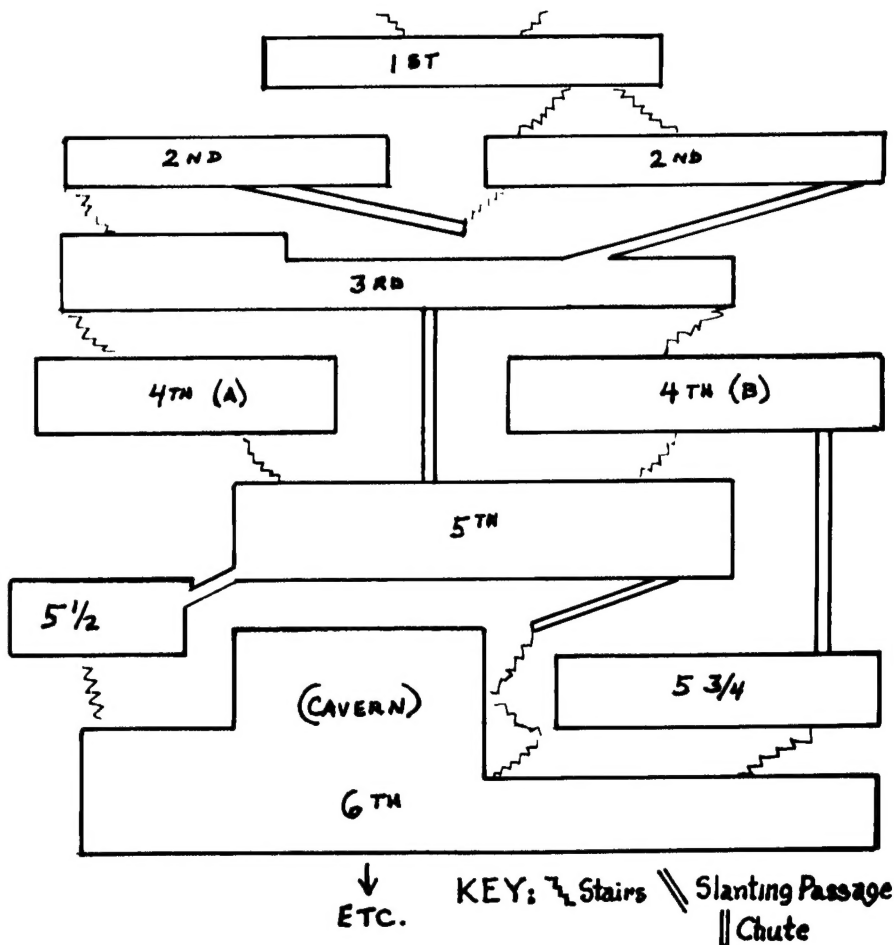 1ST
2ND 2ND
3RD
4TH (A) 4TH (B)
5TH
5 1/2
5 3/4
(CAVERN)
6TH
ETC.
KEY: Stairs Slanting Passage
Chute